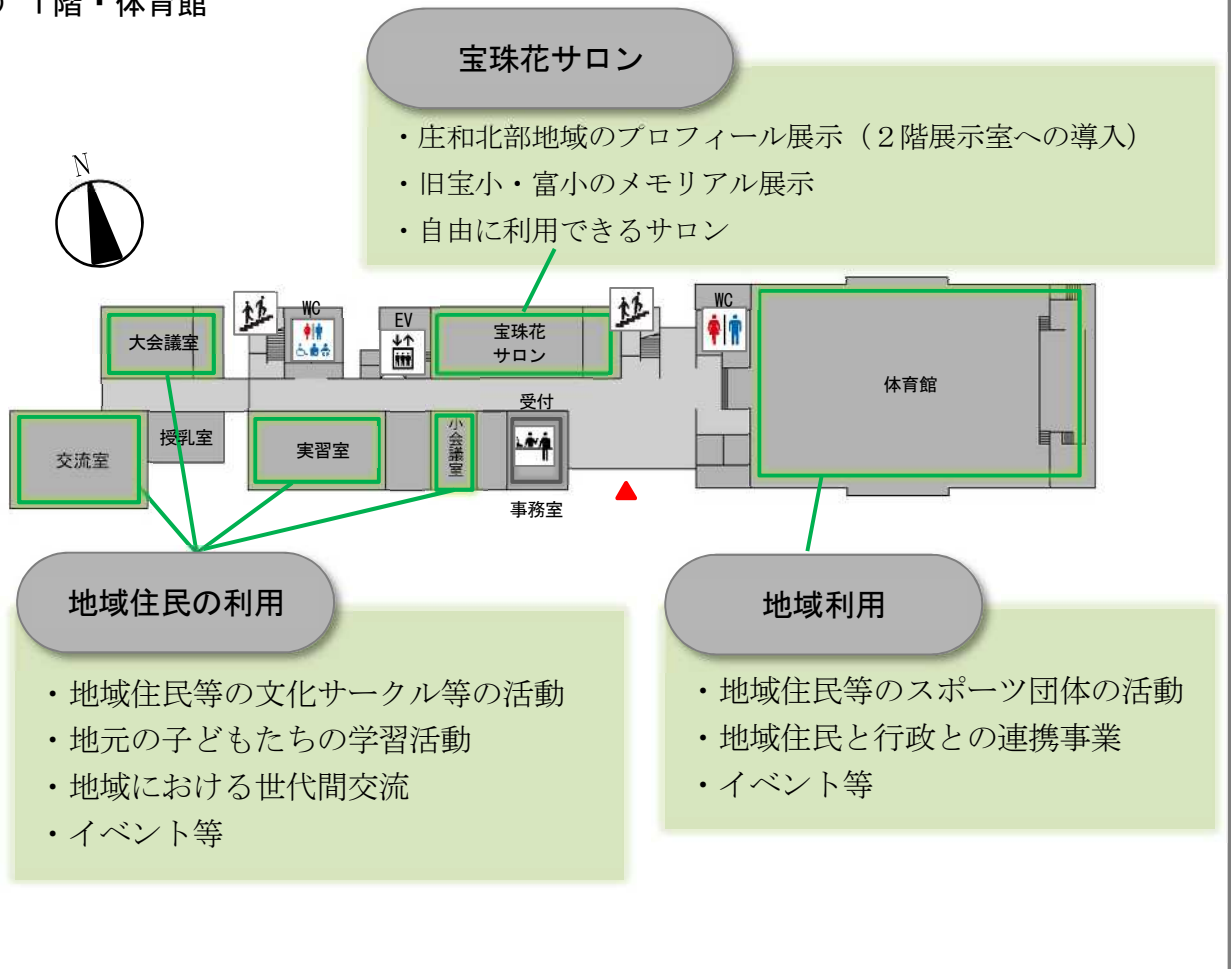 １階・体育館
宝珠花サロン
・庄和北部地域のプロフィール展示（２階展示室への導入）
・旧宝小・富小のメモリアル展示
・自由に利用できるサロン
N
大会議室
WC
EV
宝珠花
サロン
WC
体育館
交流室
授乳室
実習室
小会議室
受付
事務室
地域住民の利用
・地域住民等の文化サークル等の活動
・地元の子どもたちの学習活動
・地域における世代間交流
・イベント等
地域利用
・地域住民等のスポーツ団体の活動
・地域住民と行政との連携事業
・イベント等